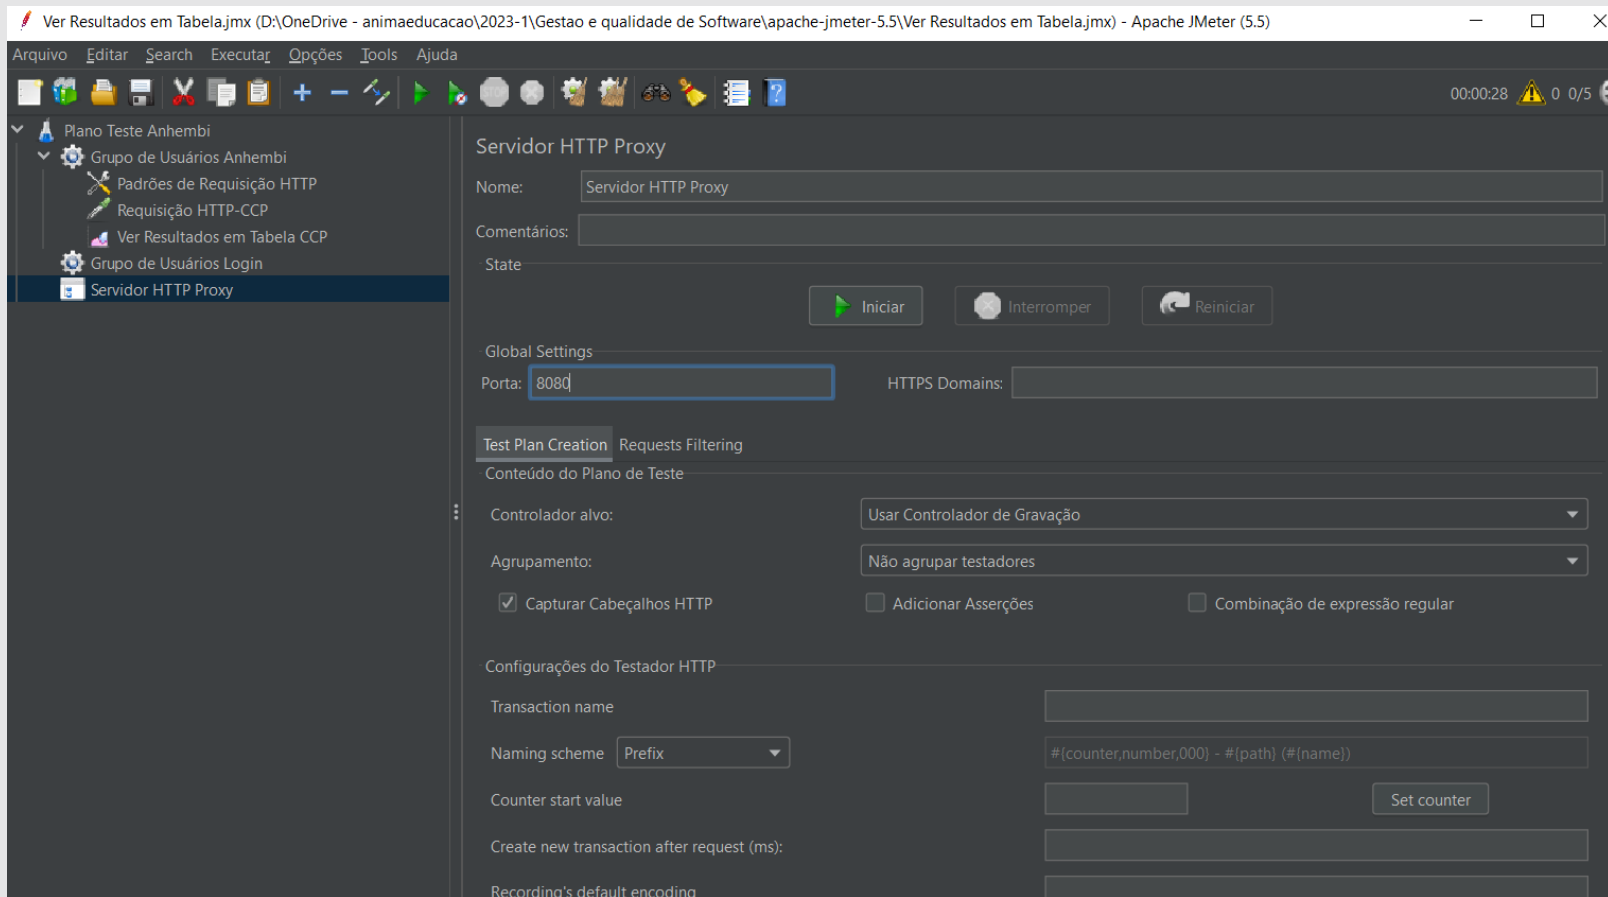 Ver Resultados em Tabela.jmx (D:\OneDrive - animaeducacao\2023-1\Gestao e qualidade de Software\apache-jmeter-5.5\Ver Resultados em Tabela.jmx) - Apache JMeter (5.5)
Arquivo Editar Search Executar Opções Tools Ajuda
STOP 00:00:28 0 0/5
Plano Teste Anhembi
Grupo de Usuários Anhembi
Padrões de Requisição HTTP
Requisição HTTP-CCP
Ver Resultados em Tabela CCP
Grupo de Usuários Login
Servidor HTTP Proxy
Servidor HTTP Proxy
Nome: Servidor HTTP Proxy
Comentários:
State
Iniciar Interromper Reiniciar
Global Settings
Porta: 8080 HTTPS Domains:
Test Plan Creation Requests Filtering
Conteúdo do Plano de Teste
Controlador alvo: Usar Controlador de Gravação
Agrupamento: Não agrupar testadores
Capturar Cabeçalhos HTTP Adicionar Asserções Combinação de expressão regular
Configurações do Testador HTTP
Transaction name
Naming scheme Prefix #{counter,number,000} - #{path} (#{name})
Counter start value Set counter
Create new transaction after request (ms):
Recording's default encoding